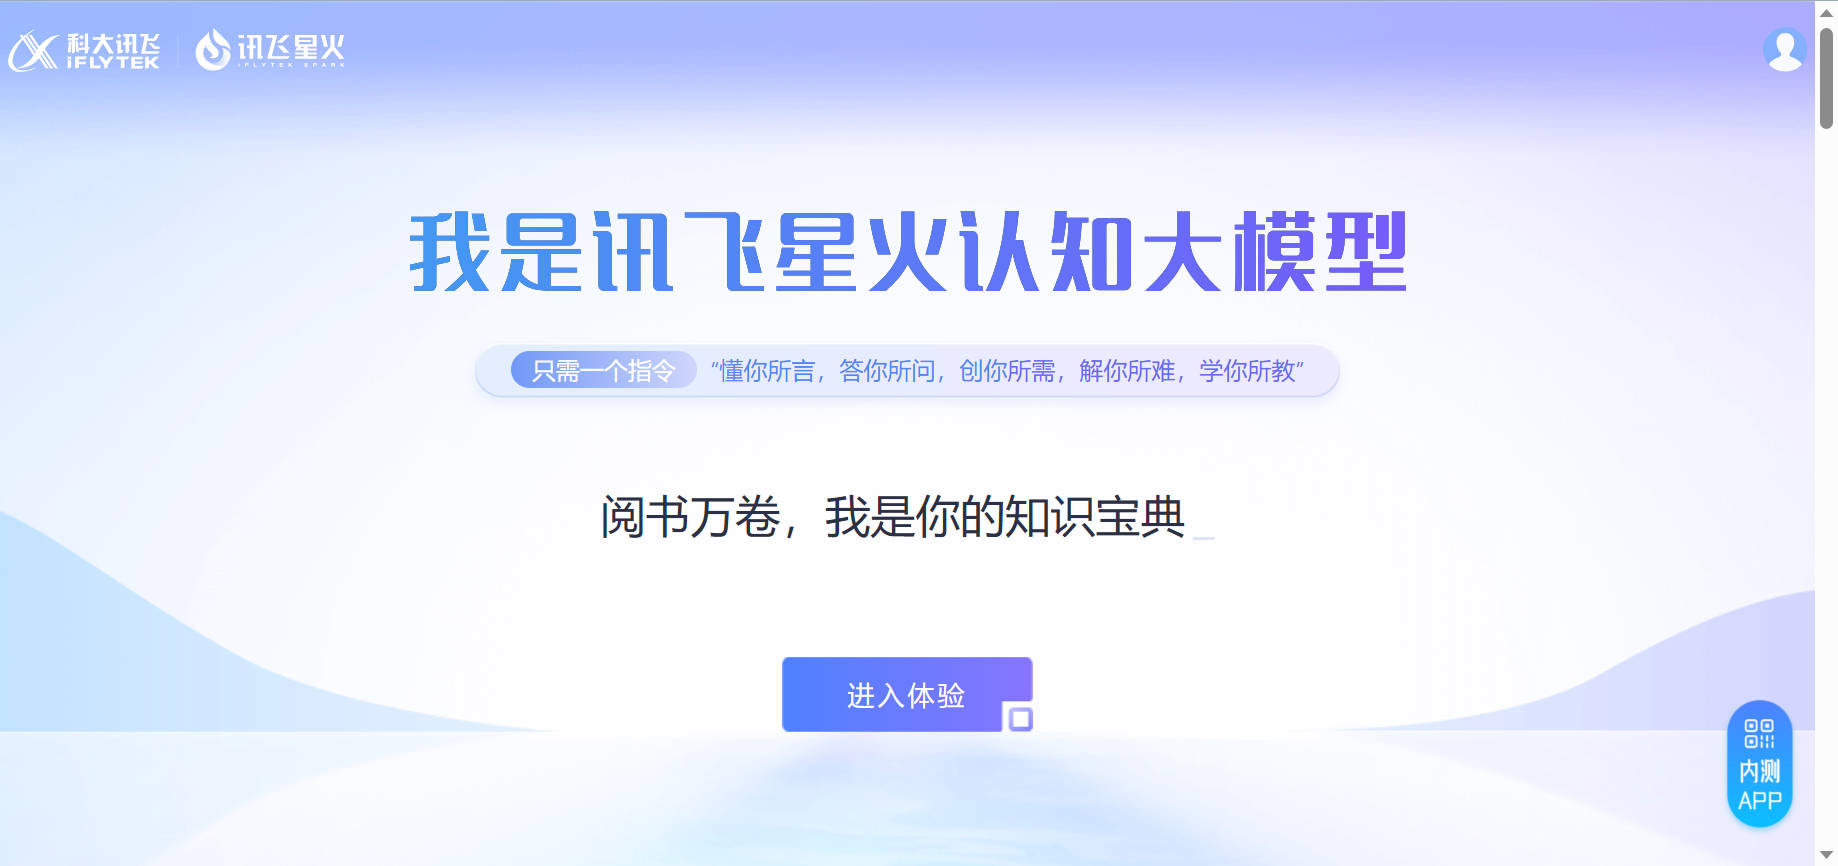 科大讯飞
iFLYTEK
讯飞星火
IFLYTEK SPARK
我是讯飞星火认知大模型
只需一个指令 “懂你所言，答你所问，创你所需，解你所难，学你所教”
阅书万卷，我是你的知识宝典_
进入体验
内测
APP